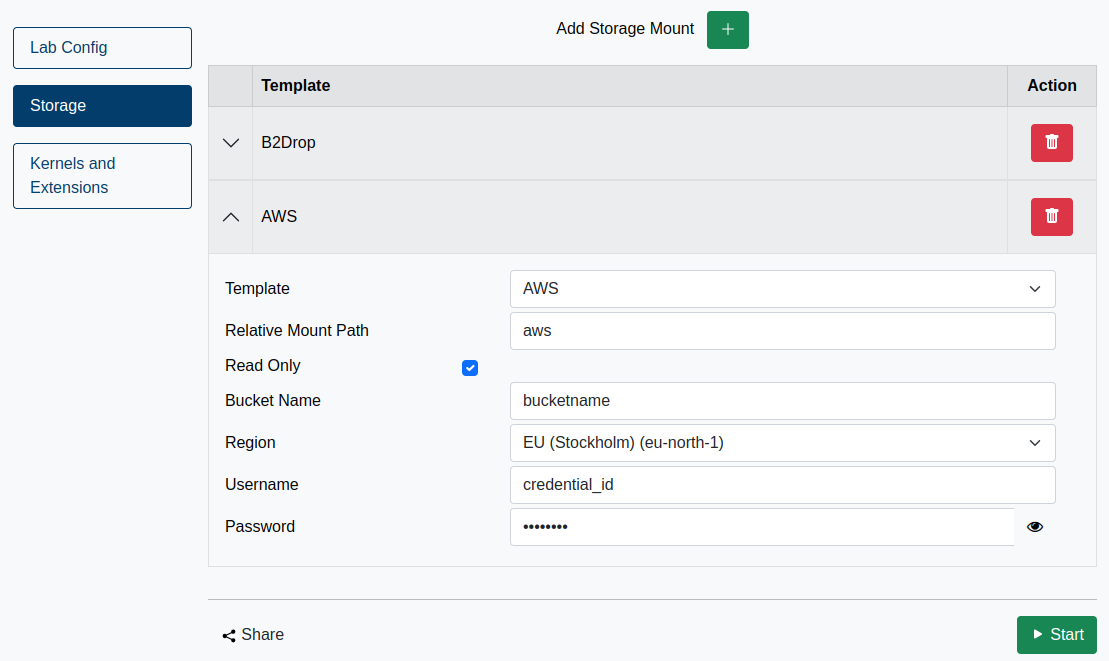 Lab Config
Storage
Kernels and
Extensions
Add Storage Mount
Template
Action
B2Drop
AWS
Template
AWS
Relative Mount Path
aws
Read Only
Bucket Name
bucketname
Region
EU (Stockholm) (eu-north-1)
Username
credential_id
Password
••••••••
Share
Start